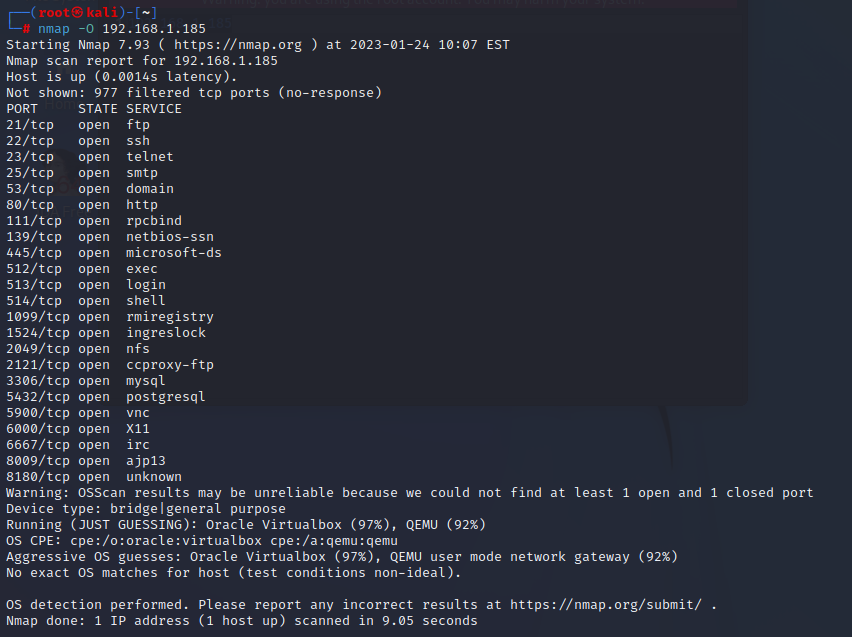 ┌──(root㉿kali)-[~]
└─# nmap -O 192.168.1.185
Starting Nmap 7.93 ( https://nmap.org ) at 2023-01-24 10:07 EST
Nmap scan report for 192.168.1.185
Host is up (0.0014s latency).
Not shown: 977 filtered tcp ports (no-response)
PORT     STATE SERVICE
21/tcp   open  ftp
22/tcp   open  ssh
23/tcp   open  telnet
25/tcp   open  smtp
53/tcp   open  domain
80/tcp   open  http
111/tcp  open  rpcbind
139/tcp  open  netbios-ssn
445/tcp  open  microsoft-ds
512/tcp  open  exec
513/tcp  open  login
514/tcp  open  shell
1099/tcp open  rmiregistry
1524/tcp open  ingreslock
2049/tcp open  nfs
2121/tcp open  ccproxy-ftp
3306/tcp open  mysql
5432/tcp open  postgresql
5900/tcp open  vnc
6000/tcp open  X11
6667/tcp open  irc
8009/tcp open  ajp13
8180/tcp open  unknown
Warning: OSScan results may be unreliable because we could not find at least 1 open and 1 closed port
Device type: bridge|general purpose
Running (JUST GUESSING): Oracle Virtualbox (97%), QEMU (92%)
OS CPE: cpe:/o:oracle:virtualbox cpe:/a:qemu:qemu
Aggressive OS guesses: Oracle Virtualbox (97%), QEMU user mode network gateway (92%)
No exact OS matches for host (test conditions non-ideal).
OS detection performed. Please report any incorrect results at https://nmap.org/submit/ .
Nmap done: 1 IP address (1 host up) scanned in 9.05 seconds